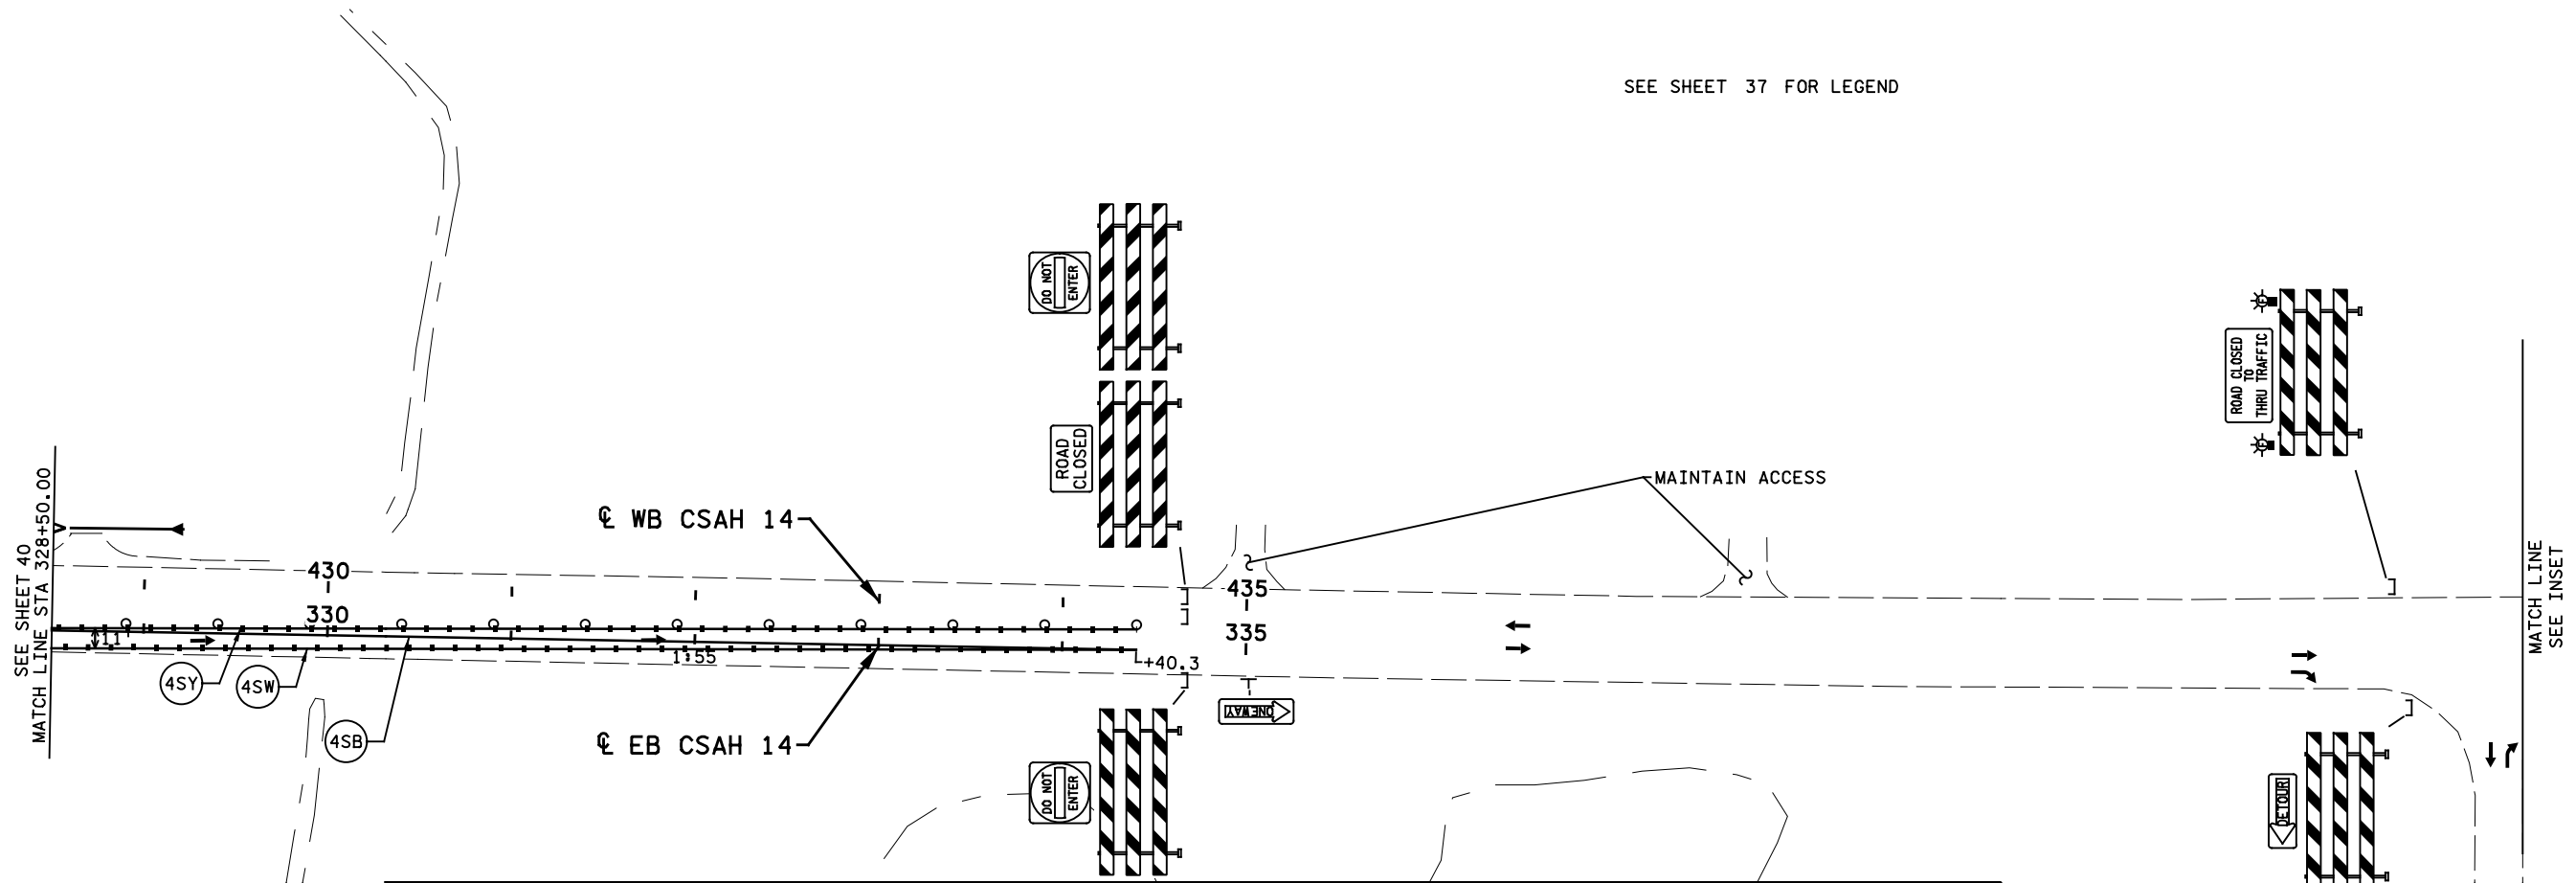 SEE SHEET 37 FOR LEGEND
DO NOT
ENTER
ROAD CLOSED
TO
THRU TRAFFIC
ROAD
CLOSED
MAINTAIN ACCESS
℄ WB CSAH 14
SEE SHEET 40
MATCH LINE STA 328+50.00
430
435
330
335
11
1:55
+40.3
4SY
4SW
4SB
ONEWAY
℄ EB CSAH 14
DO NOT
ENTER
DETOUR
MATCH LINE
SEE INSET